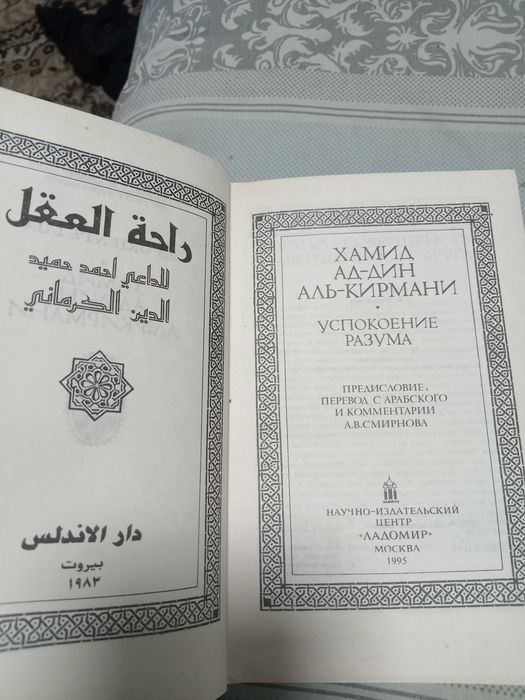 راحة العقل
للداعي احمد حميد
الدين الكرماني
دار الاندلس
بيروت
١٩٨٣
ХАМИД
АД-ДИН
АЛЬ-КИРМАНИ
УСПОКОЕНИЕ
РАЗУМА
ПРЕДИСЛОВИЕ,
ПЕРЕВОД С АРАБСКОГО
И КОММЕНТАРИИ
А.В.СМИРНОВА
НАУЧНО-ИЗДАТЕЛЬСКИЙ
ЦЕНТР
"ЛАДОМИР"
МОСКВА
1995